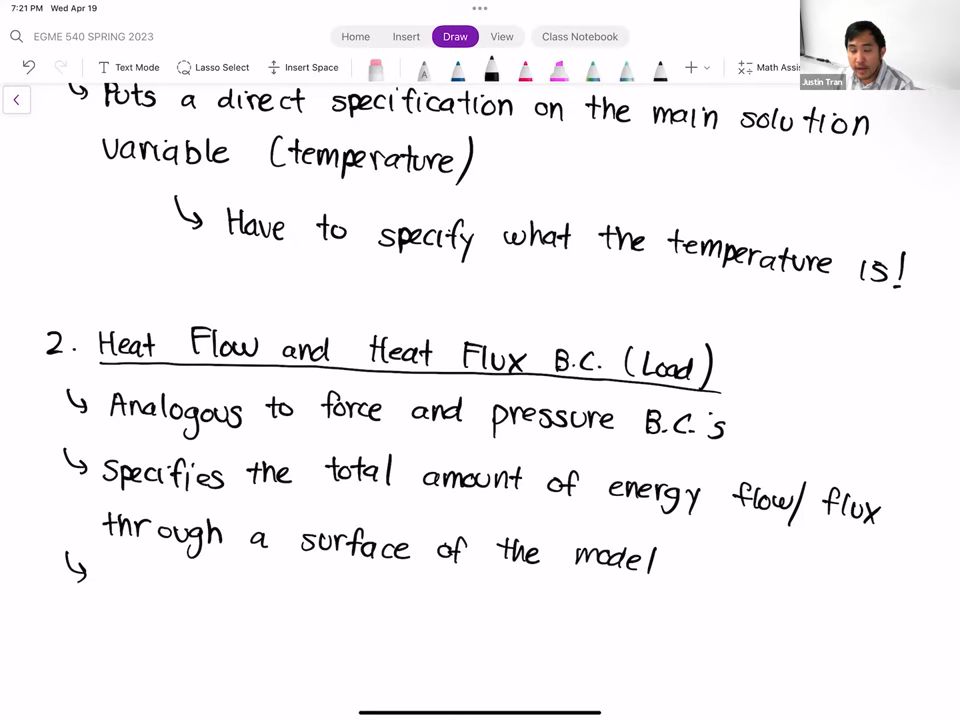 7:21 PM Wed Apr 19
EGME 540 SPRING 2023
Home Insert Draw View Class Notebook
Text Mode Lasso Select Insert Space Math Assis
Justin Tran
Puts a direct specification on the main solution
variable (temperature)
Have to specify what the temperature is!
2. Heat Flow and Heat Flux B.C. (Load)
Analogous to force and pressure B.C.'s
Specifies the total amount of energy flow/flux
through a surface of the model